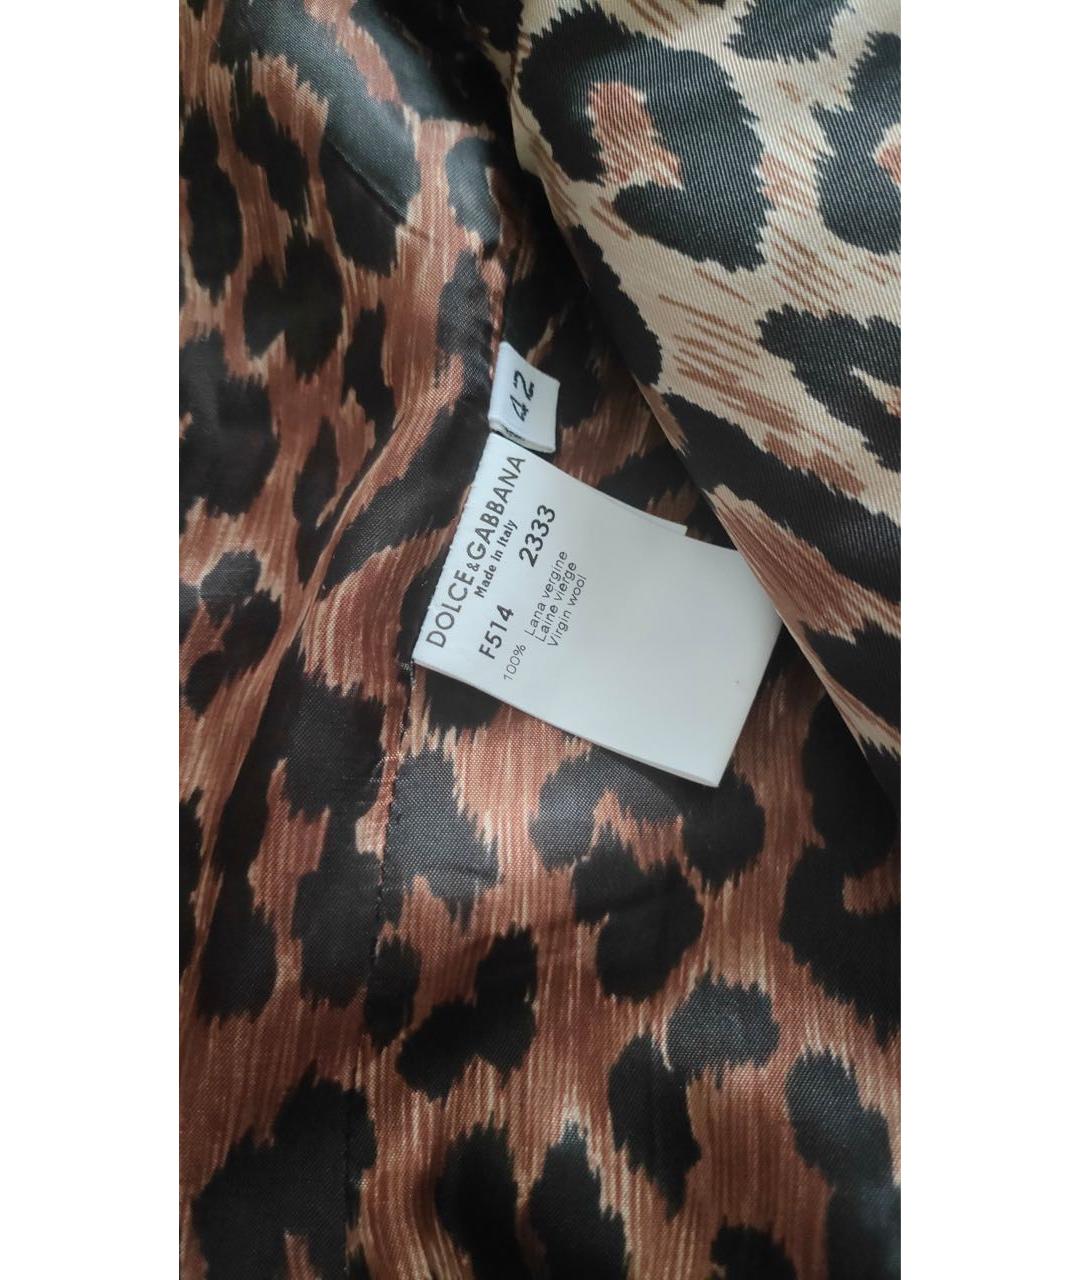 42
DOLCE&GABBANA
Made in Italy
F514 2333
100% Lana vergine
Laine vierge
Virgin wool